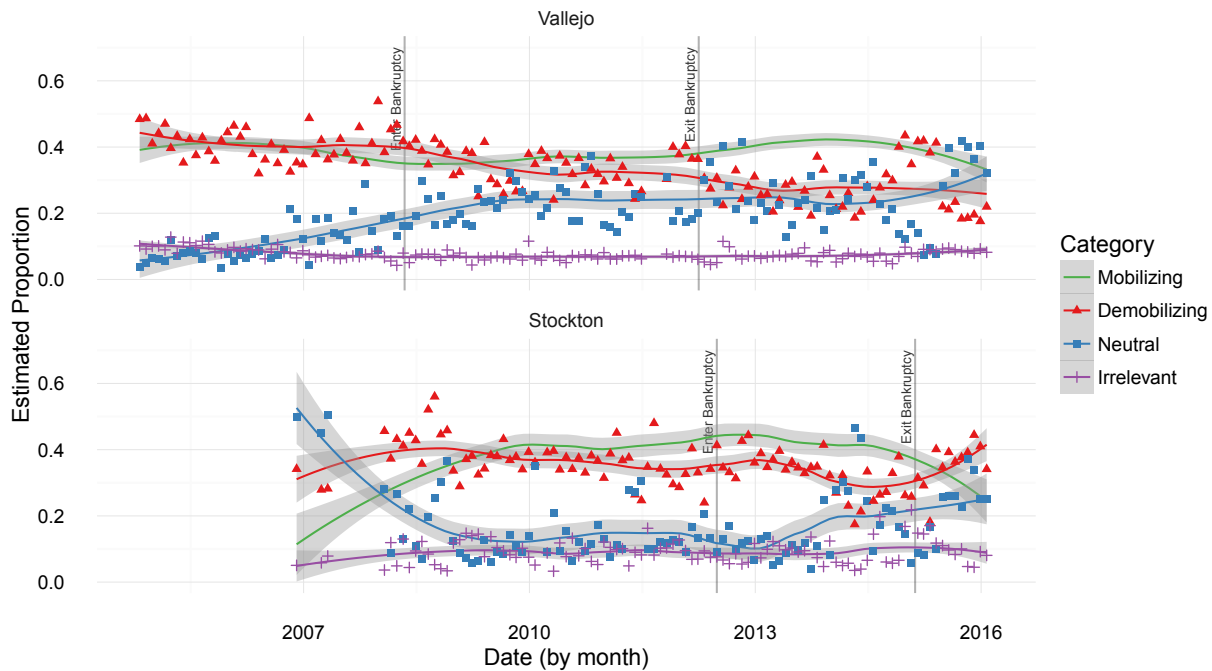 Vallejo
Enter Bankruptcy
Exit Bankruptcy
0.6
0.4
0.2
0.0
Estimated Proportion
Stockton
Enter Bankruptcy
Exit Bankruptcy
0.6
0.4
0.2
0.0
2007
2010
2013
2016
Date (by month)
Category
Mobilizing
Demobilizing
Neutral
Irrelevant